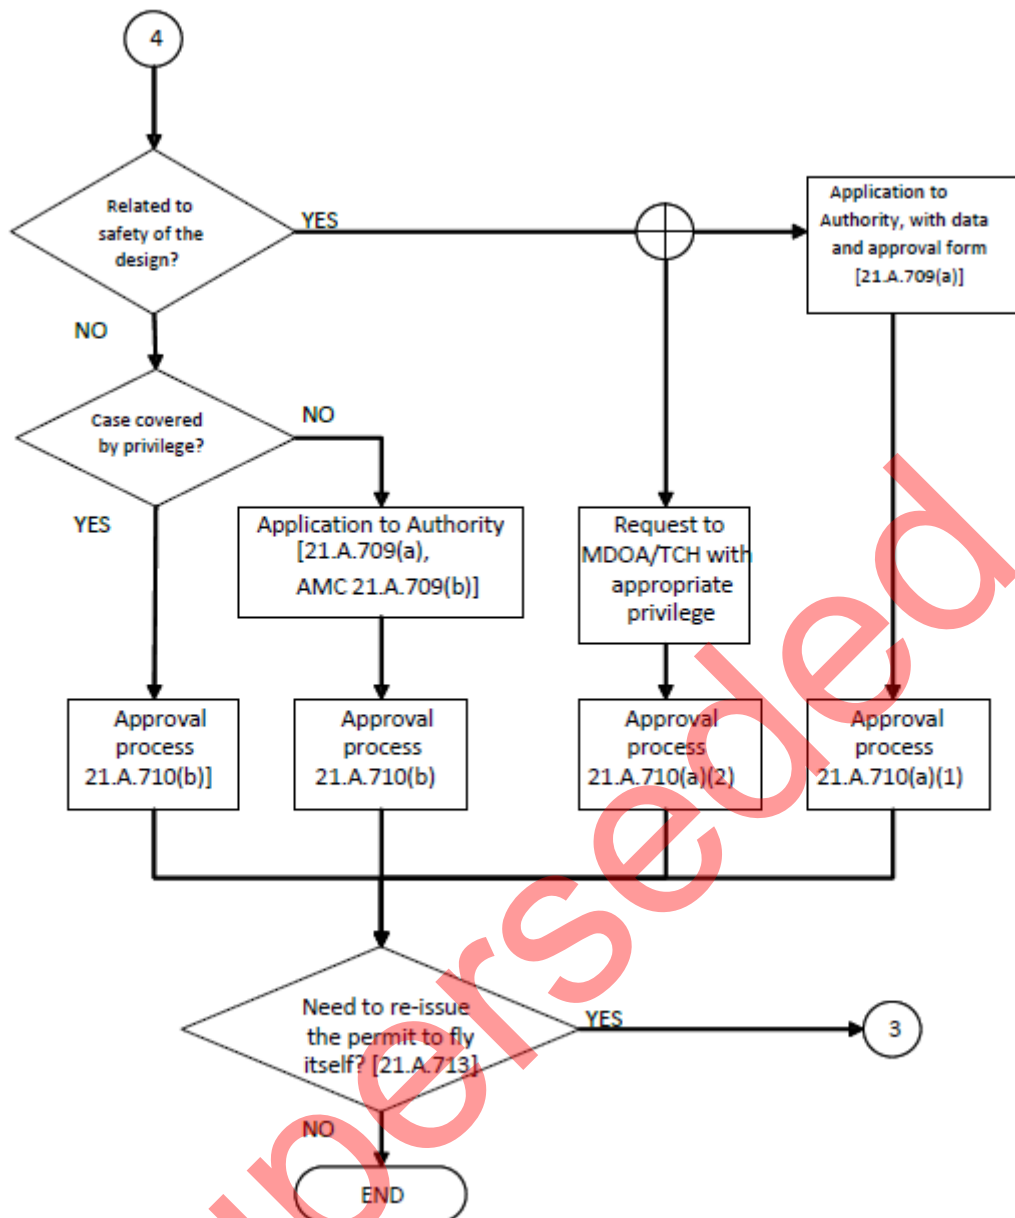 4
Related to
safety of the
design?
YES
Application to
Authority, with data
and approval form
[21.A.709(a)]
NO
Case covered
by privilege?
NO
YES
Application to Authority
[21.A.709(a),
AMC 21.A.709(b)]
Request to
MDOA/TCH with
appropriate
privilege
Approval
process
21.A.710(b)]
Approval
process
21.A.710(b)
Approval
process
21.A.710(a)(2)
Approval
process
21.A.710(a)(1)
Need to re-issue
the permit to fly
itself? [21.A.713]
YES
3
NO
END
uperseded